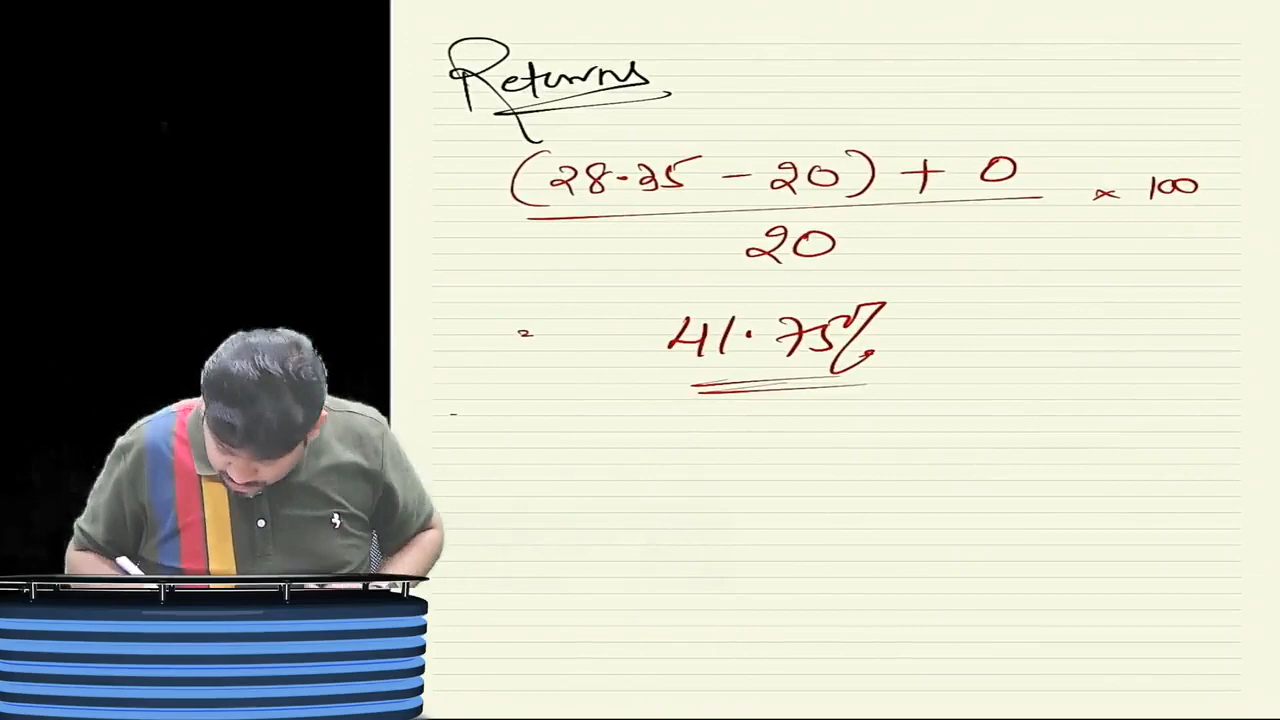 Returns
(28.35 - 20) + 0 × 100
20
= 41.75%